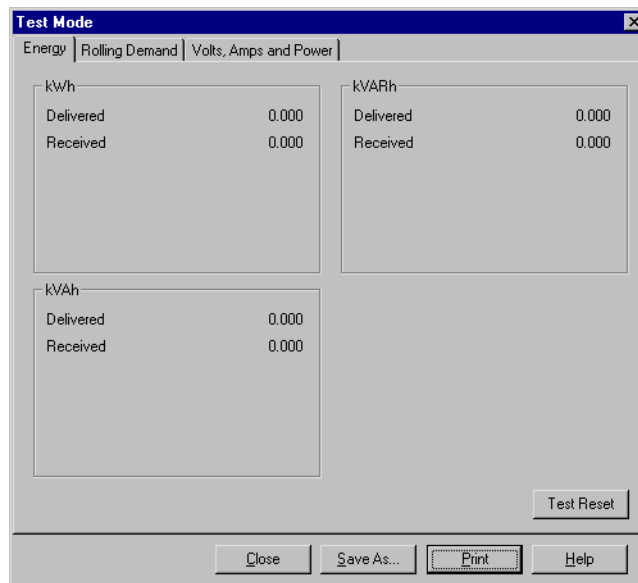 Test Mode
Energy Rolling Demand Volts, Amps and Power
kWh
Delivered 0.000
Received 0.000
kVARh
Delivered 0.000
Received 0.000
kVAh
Delivered 0.000
Received 0.000
Test Reset
Close Save As... Print Help